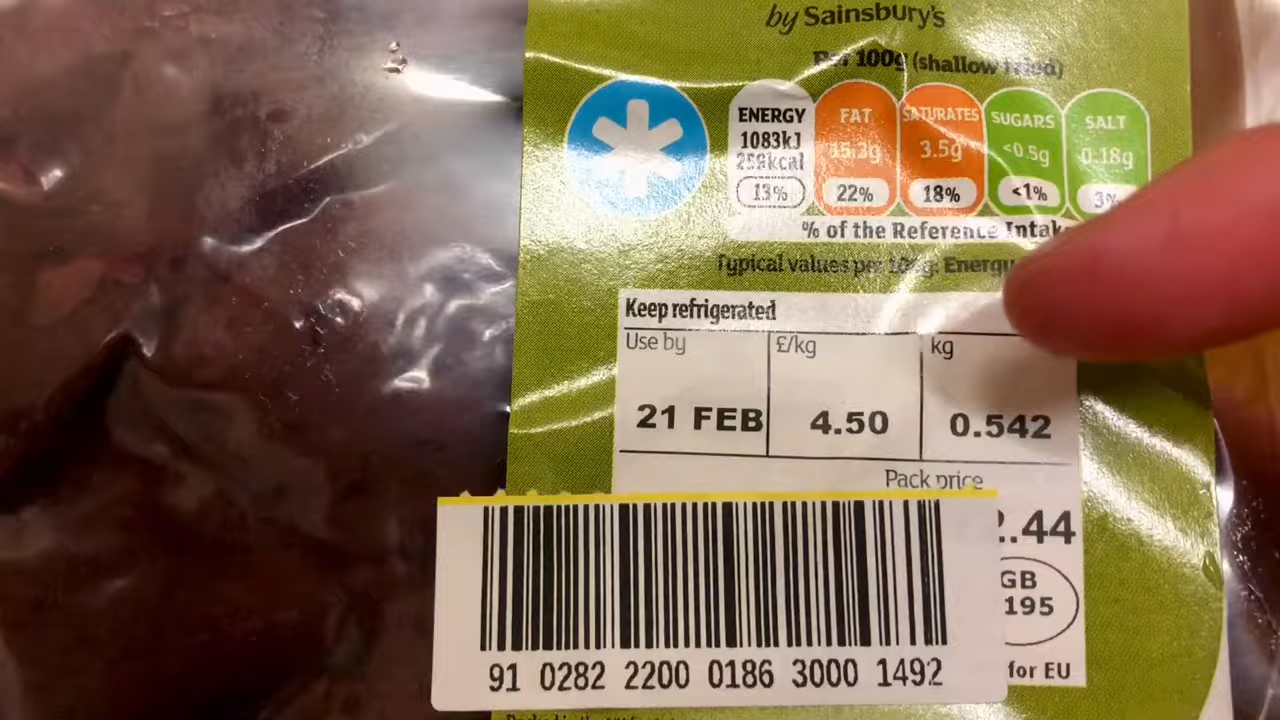 by Sainsbury's
Per 100g (shallow fried)
ENERGY 1083kJ 259kcal 13%
FAT 15.3g 22%
SATURATES 3.5g 18%
SUGARS <0.5g <1%
SALT 0.18g 3%
% of the Reference Intak
Typical values per 100g: Energy
Keep refrigerated
Use by £/kg kg
21 FEB 4.50 0.542
Pack price
.44
GB
195
for EU
91 0282 2200 0186 3000 1492